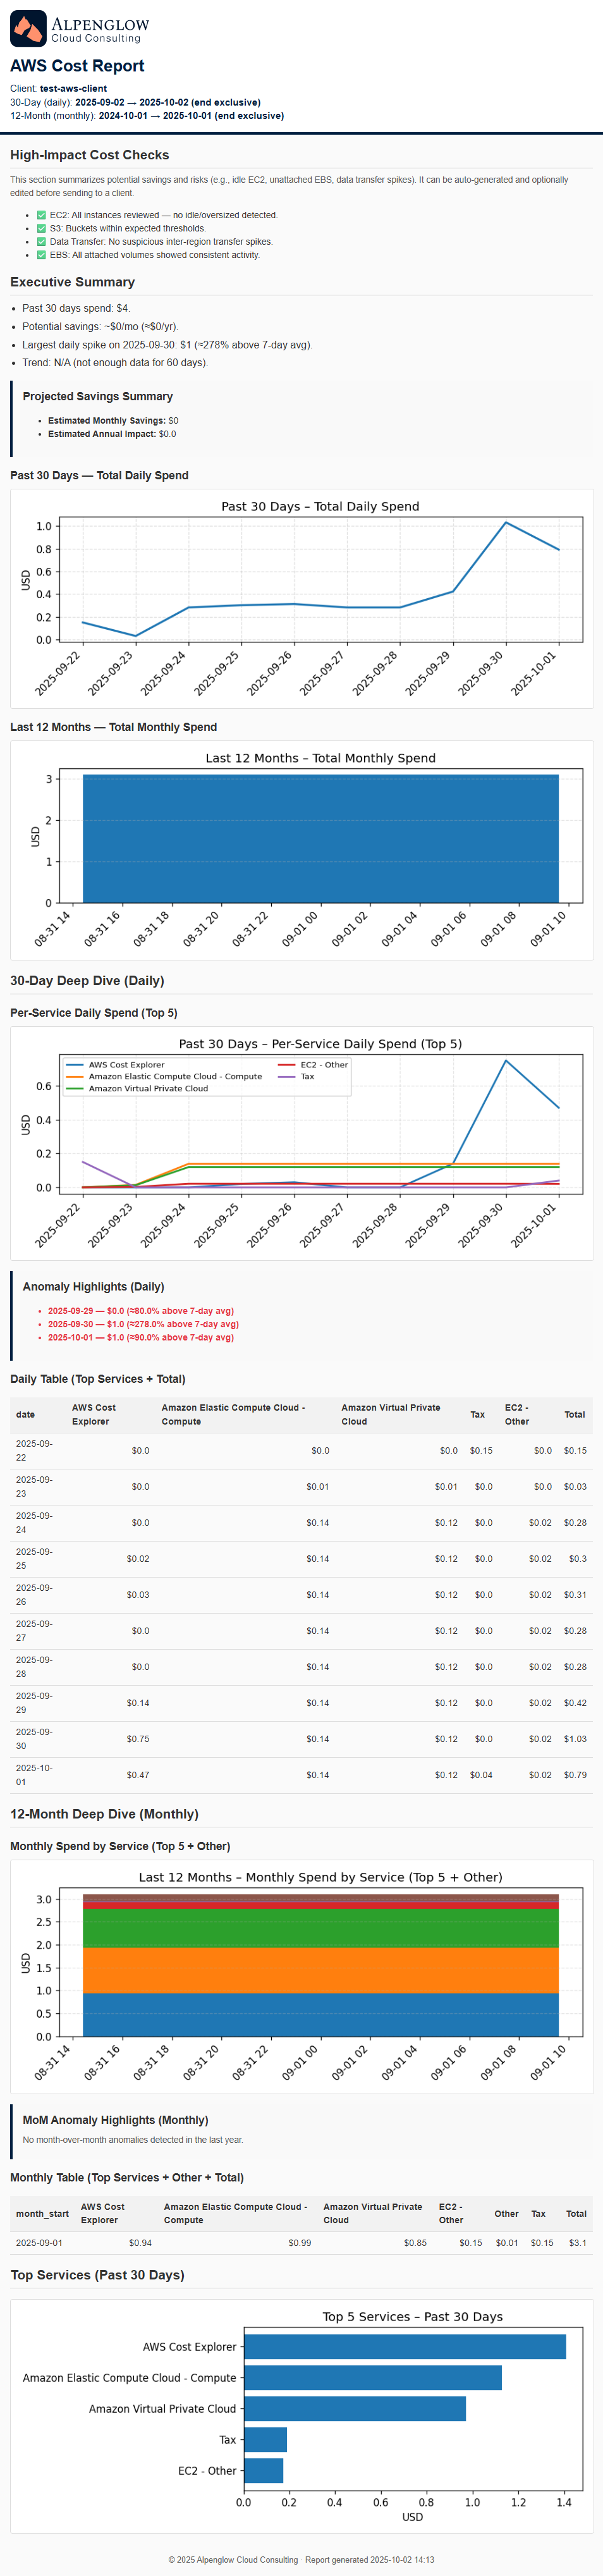 ALPENGLOW
Cloud Consulting
AWS Cost Report
Client: test-aws-client
30-Day (daily): 2025-09-02 → 2025-10-02 (end exclusive)
12-Month (monthly): 2024-10-01 → 2025-10-01 (end exclusive)
High-Impact Cost Checks
This section summarizes potential savings and risks (e.g., idle EC2, unattached EBS, data transfer spikes). It can be auto-generated and optionally
edited before sending to a client.
• ✅ EC2: All instances reviewed — no idle/oversized detected.
• ✅ S3: Buckets within expected thresholds.
• ✅ Data Transfer: No suspicious inter-region transfer spikes.
• ✅ EBS: All attached volumes showed consistent activity.
Executive Summary
• Past 30 days spend: $4.
• Potential savings: ~$0/mo (≈$0/yr).
• Largest daily spike on 2025-09-30: $1 (≈278% above 7-day avg).
• Trend: N/A (not enough data for 60 days).
Projected Savings Summary
• Estimated Monthly Savings: $0
• Estimated Annual Impact: $0.0
Past 30 Days — Total Daily Spend
Past 30 Days – Total Daily Spend
1.0
0.8
0.6
0.4
0.2
0.0
USD
2025-09-22
2025-09-23
2025-09-24
2025-09-25
2025-09-26
2025-09-27
2025-09-28
2025-09-29
2025-09-30
2025-10-01
Last 12 Months — Total Monthly Spend
Last 12 Months – Total Monthly Spend
3
2
1
0
USD
08-31 14
08-31 16
08-31 18
08-31 20
08-31 22
09-01 00
09-01 02
09-01 04
09-01 06
09-01 08
09-01 10
30-Day Deep Dive (Daily)
Per-Service Daily Spend (Top 5)
Past 30 Days – Per-Service Daily Spend (Top 5)
AWS Cost Explorer
Amazon Elastic Compute Cloud - Compute
Amazon Virtual Private Cloud
EC2 - Other
Tax
0.6
0.4
0.2
0.0
USD
2025-09-22
2025-09-23
2025-09-24
2025-09-25
2025-09-26
2025-09-27
2025-09-28
2025-09-29
2025-09-30
2025-10-01
Anomaly Highlights (Daily)
• 2025-09-29 — $0.0 (≈80.0% above 7-day avg)
• 2025-09-30 — $1.0 (≈278.0% above 7-day avg)
• 2025-10-01 — $1.0 (≈90.0% above 7-day avg)
Daily Table (Top Services + Total)
date AWS Cost Explorer Amazon Elastic Compute Cloud - Compute Amazon Virtual Private Cloud Tax EC2 - Other Total
2025-09-22 $0.0 $0.0 $0.0 $0.15 $0.0 $0.15
2025-09-23 $0.0 $0.01 $0.01 $0.0 $0.0 $0.03
2025-09-24 $0.0 $0.14 $0.12 $0.0 $0.02 $0.28
2025-09-25 $0.02 $0.14 $0.12 $0.0 $0.02 $0.3
2025-09-26 $0.03 $0.14 $0.12 $0.0 $0.02 $0.31
2025-09-27 $0.0 $0.14 $0.12 $0.0 $0.02 $0.28
2025-09-28 $0.0 $0.14 $0.12 $0.0 $0.02 $0.28
2025-09-29 $0.14 $0.14 $0.12 $0.0 $0.02 $0.42
2025-09-30 $0.75 $0.14 $0.12 $0.0 $0.02 $1.03
2025-10-01 $0.47 $0.14 $0.12 $0.04 $0.02 $0.79
12-Month Deep Dive (Monthly)
Monthly Spend by Service (Top 5 + Other)
Last 12 Months – Monthly Spend by Service (Top 5 + Other)
3.0
2.5
2.0
1.5
1.0
0.5
0.0
USD
08-31 14
08-31 16
08-31 18
08-31 20
08-31 22
09-01 00
09-01 02
09-01 04
09-01 06
09-01 08
09-01 10
MoM Anomaly Highlights (Monthly)
No month-over-month anomalies detected in the last year.
Monthly Table (Top Services + Other + Total)
month_start AWS Cost Explorer Amazon Elastic Compute Cloud - Compute Amazon Virtual Private Cloud EC2 - Other Other Tax Total
2025-09-01 $0.94 $0.99 $0.85 $0.15 $0.01 $0.15 $3.1
Top Services (Past 30 Days)
Top 5 Services – Past 30 Days
AWS Cost Explorer
Amazon Elastic Compute Cloud - Compute
Amazon Virtual Private Cloud
Tax
EC2 - Other
0.0 0.2 0.4 0.6 0.8 1.0 1.2 1.4
USD
© 2025 Alpenglow Cloud Consulting · Report generated 2025-10-02 14:13